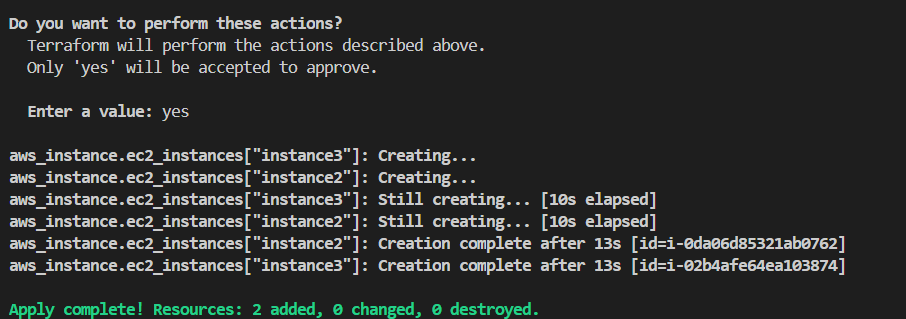 Do you want to perform these actions?
Terraform will perform the actions described above.
Only 'yes' will be accepted to approve.
Enter a value: yes
aws_instance.ec2_instances["instance3"]: Creating...
aws_instance.ec2_instances["instance2"]: Creating...
aws_instance.ec2_instances["instance3"]: Still creating... [10s elapsed]
aws_instance.ec2_instances["instance2"]: Still creating... [10s elapsed]
aws_instance.ec2_instances["instance2"]: Creation complete after 13s [id=i-0da06d85321ab0762]
aws_instance.ec2_instances["instance3"]: Creation complete after 13s [id=i-02b4afe64ea103874]
Apply complete! Resources: 2 added, 0 changed, 0 destroyed.